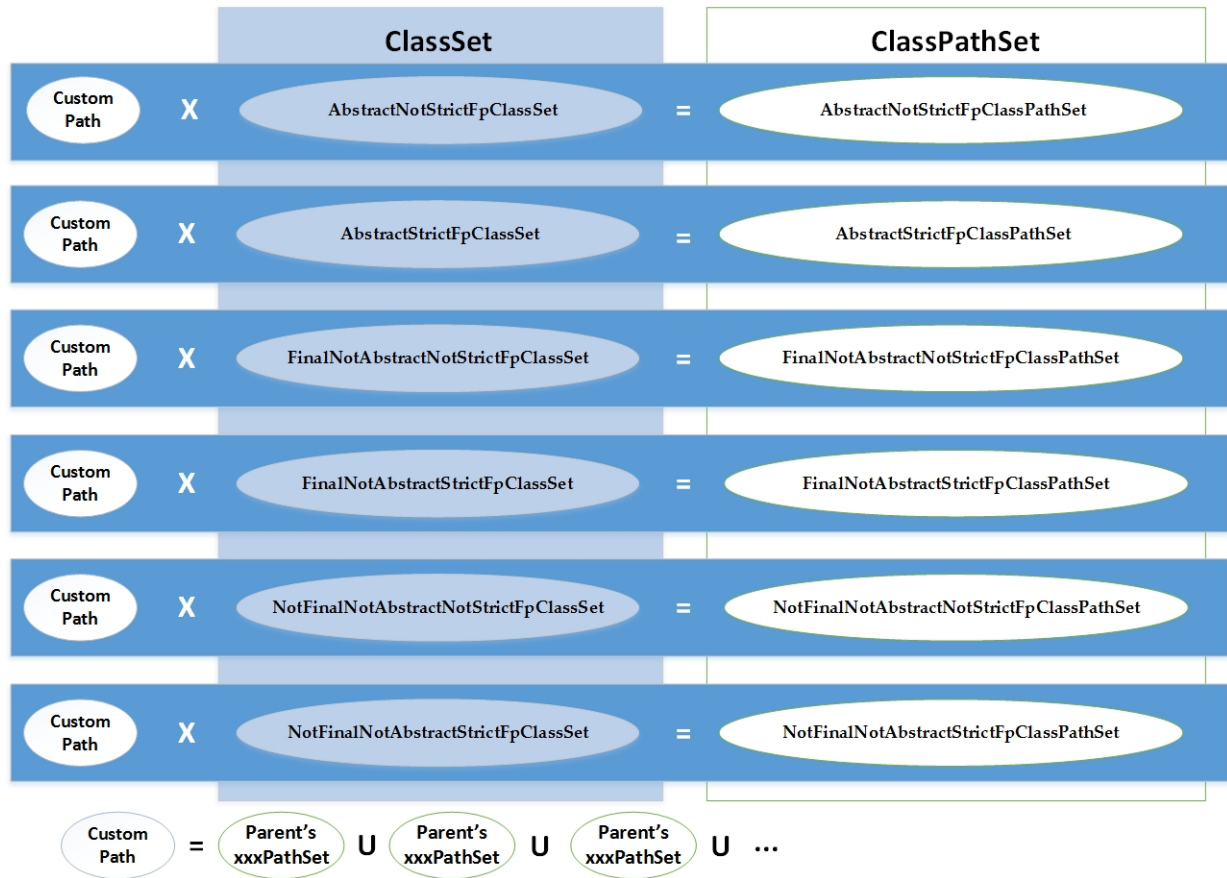 ClassSet
ClassPathSet
Custom
Path
X
AbstractNotStrictFpClassSet
=
AbstractNotStrictFpClassPathSet
Custom
Path
X
AbstractStrictFpClassSet
=
AbstractStrictFpClassPathSet
Custom
Path
X
FinalNotAbstractNotStrictFpClassSet
=
FinalNotAbstractNotStrictFpClassPathSet
Custom
Path
X
FinalNotAbstractStrictFpClassSet
=
FinalNotAbstractStrictFpClassPathSet
Custom
Path
X
NotFinalNotAbstractNotStrictFpClassSet
=
NotFinalNotAbstractNotStrictFpClassPathSet
Custom
Path
X
NotFinalNotAbstractStrictFpClassSet
=
NotFinalNotAbstractStrictFpClassPathSet
Custom
Path
=
Parent's
xxxPathSet
U
Parent's
xxxPathSet
U
Parent's
xxxPathSet
U
...